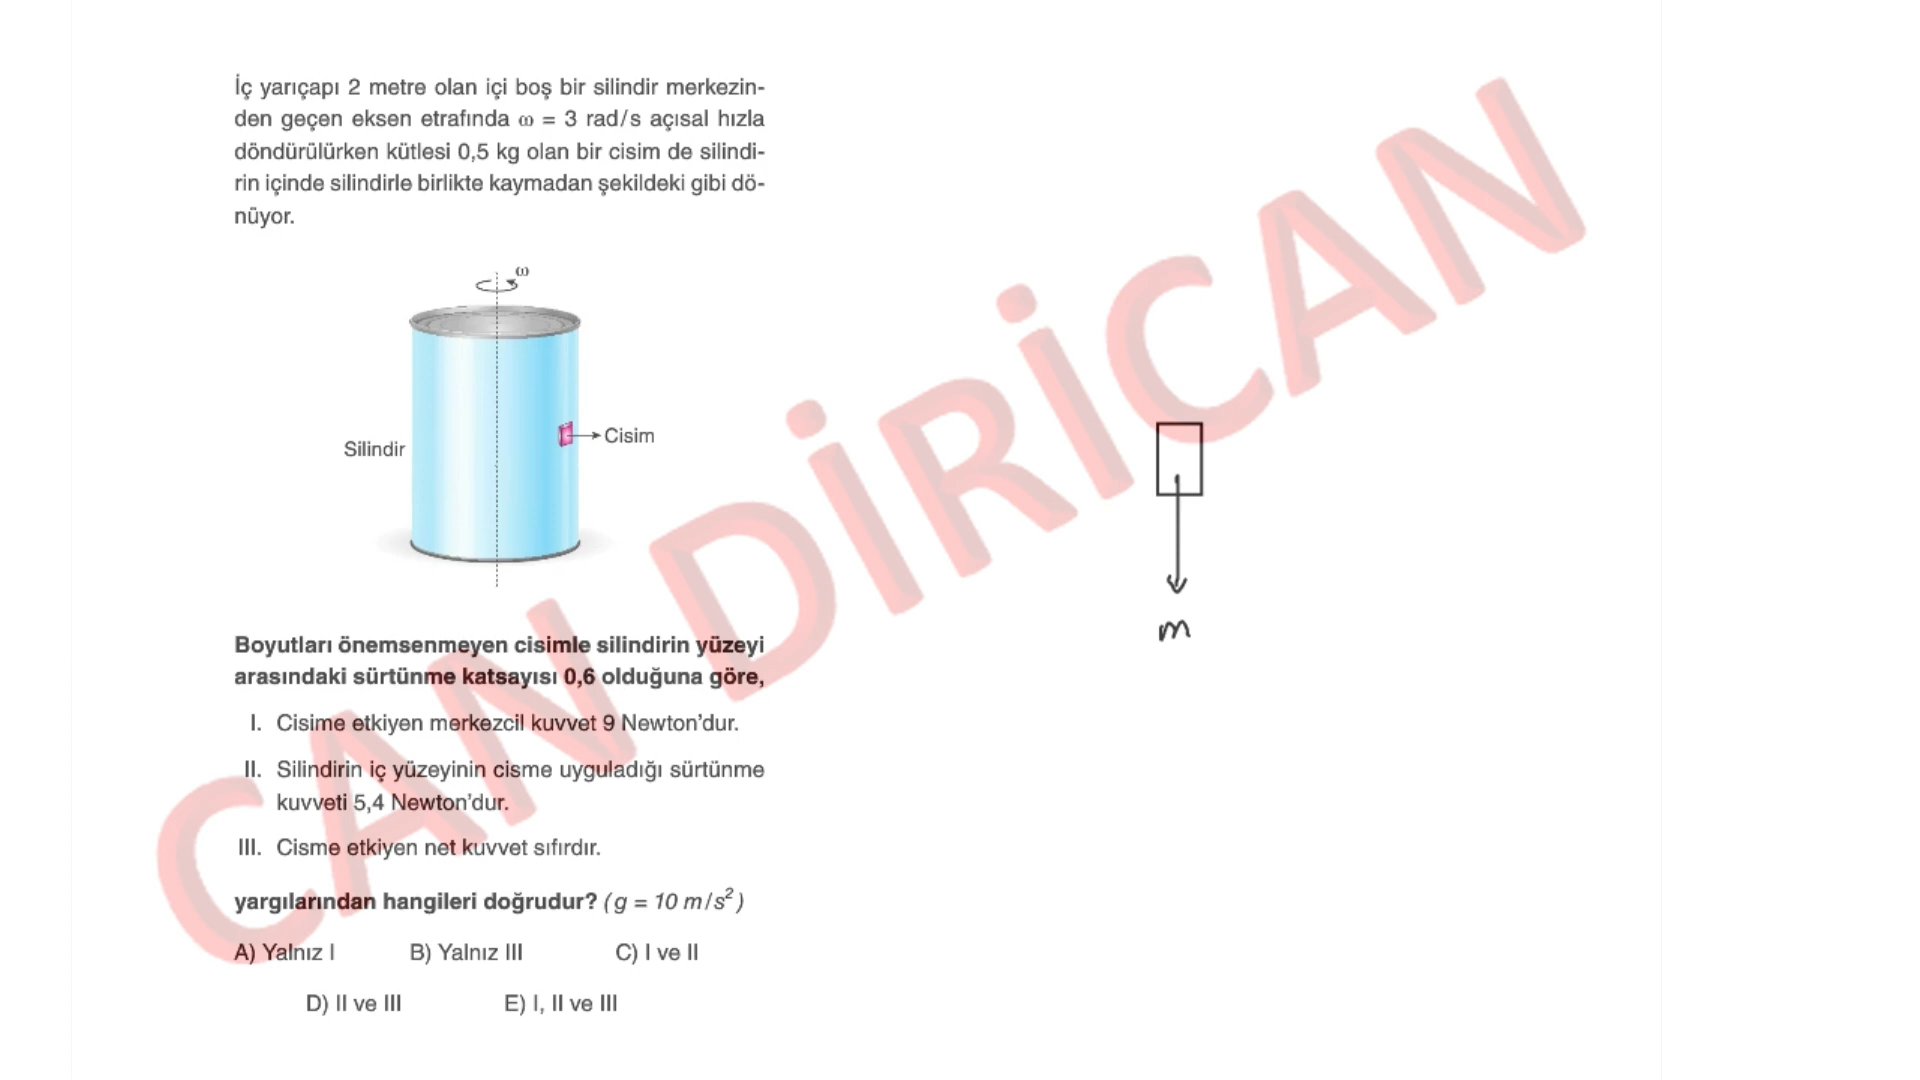 İç yarıçapı 2 metre olan içi boş bir silindir merkezin-
den geçen eksen etrafında ω = 3 rad/s açısal hızla
döndürülürken kütlesi 0,5 kg olan bir cisim de silindi-
rin içinde silindirle birlikte kaymadan şekildeki gibi dö-
nüyor.
ω
Silindir
Cisim
m
Boyutları önemsenmeyen cisimle silindirin yüzeyi
arasındaki sürtünme katsayısı 0,6 olduğuna göre,
I. Cisime etkiyen merkezcil kuvvet 9 Newton'dur.
II. Silindirin iç yüzeyinin cisme uyguladığı sürtünme
kuvveti 5,4 Newton'dur.
III. Cisme etkiyen net kuvvet sıfırdır.
yargılarından hangileri doğrudur? (g = 10 m/s²)
A) Yalnız I B) Yalnız III C) I ve II
D) II ve III E) I, II ve III
CAN DİRİCAN